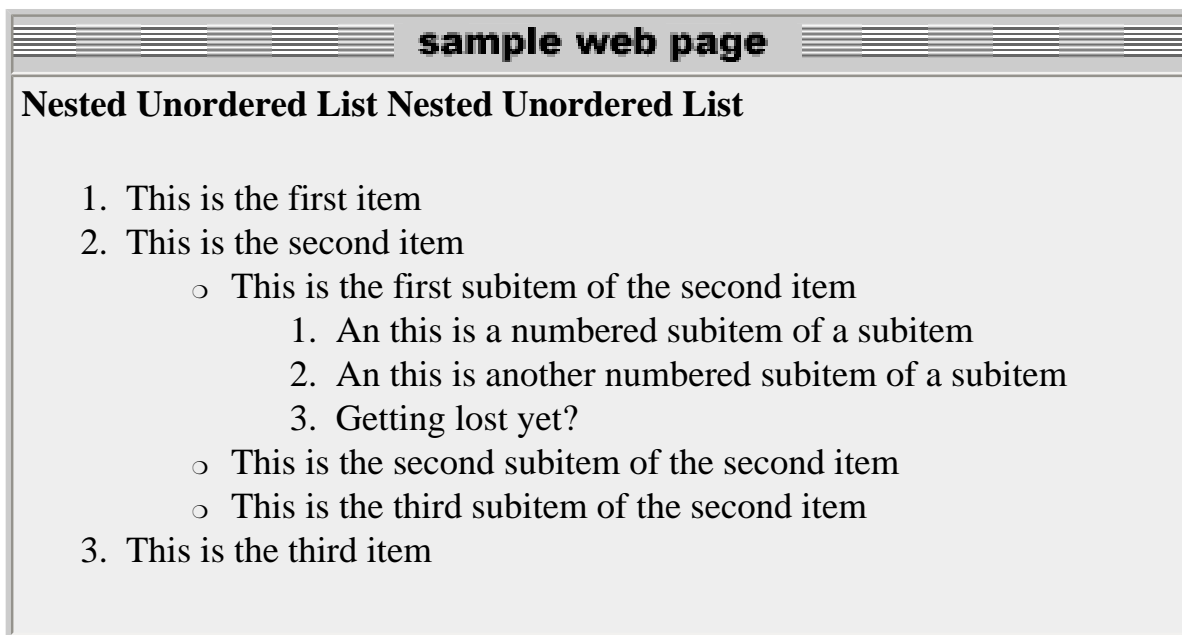 sample web page
Nested Unordered List Nested Unordered List
1. This is the first item
2. This is the second item
❍ This is the first subitem of the second item
1. An this is a numbered subitem of a subitem
2. An this is another numbered subitem of a subitem
3. Getting lost yet?
❍ This is the second subitem of the second item
❍ This is the third subitem of the second item
3. This is the third item